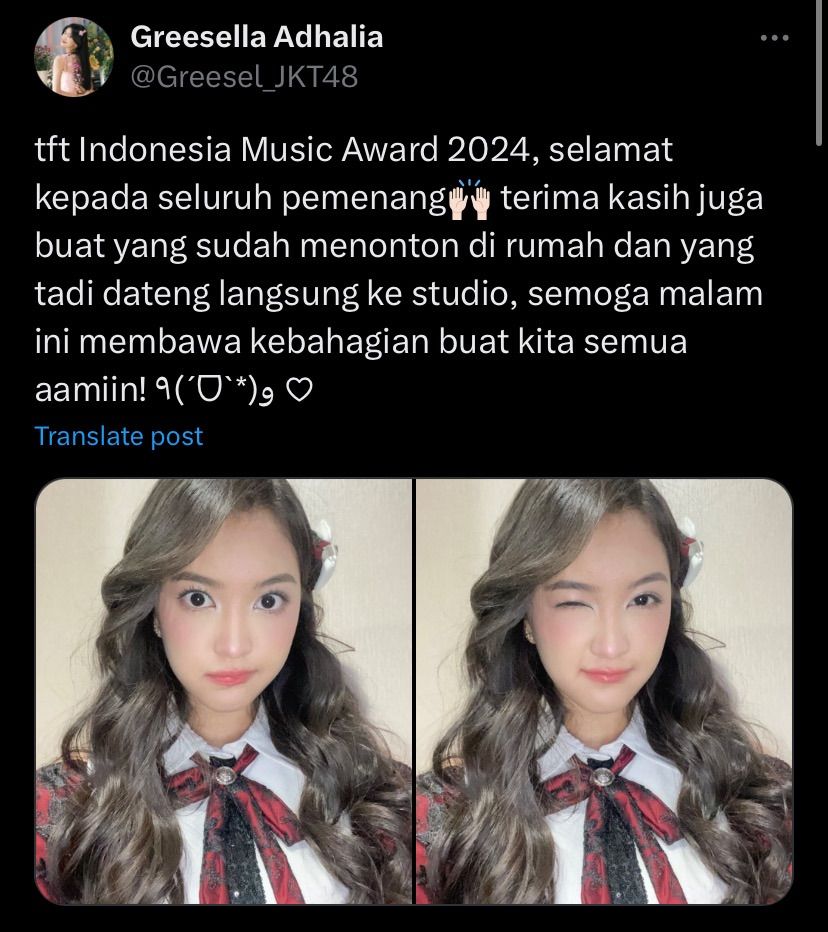 Greesella Adhalia
@Greesel_JKT48
tft Indonesia Music Award 2024, selamat
kepada seluruh pemenang🙌🏻 terima kasih juga
buat yang sudah menonton di rumah dan yang
tadi dateng langsung ke studio, semoga malam
ini membawa kebahagian buat kita semua
aamiin! ٩(ˊᗜˋ*)و ♡
Translate post